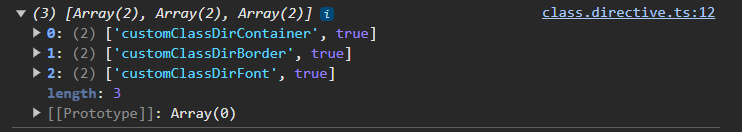 (3) [Array(2), Array(2), Array(2)] i class.directive.ts:12
0: (2) ['customClassDirContainer', true]
1: (2) ['customClassDirBorder', true]
2: (2) ['customClassDirFont', true]
length: 3
[[Prototype]]: Array(0)